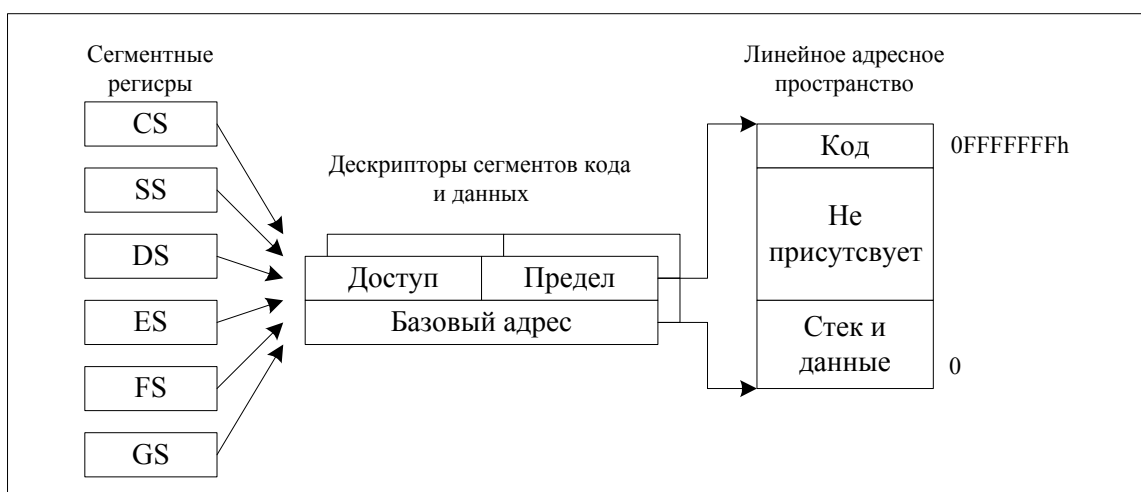 Сегментные
регисры
CS
SS
DS
ES
FS
GS
Дескрипторы сегментов кода
и данных
Доступ
Предел
Базовый адрес
Линейное адресное
пространство
Код
0FFFFFFFh
Не
присутсвует
Стек и
данные
0